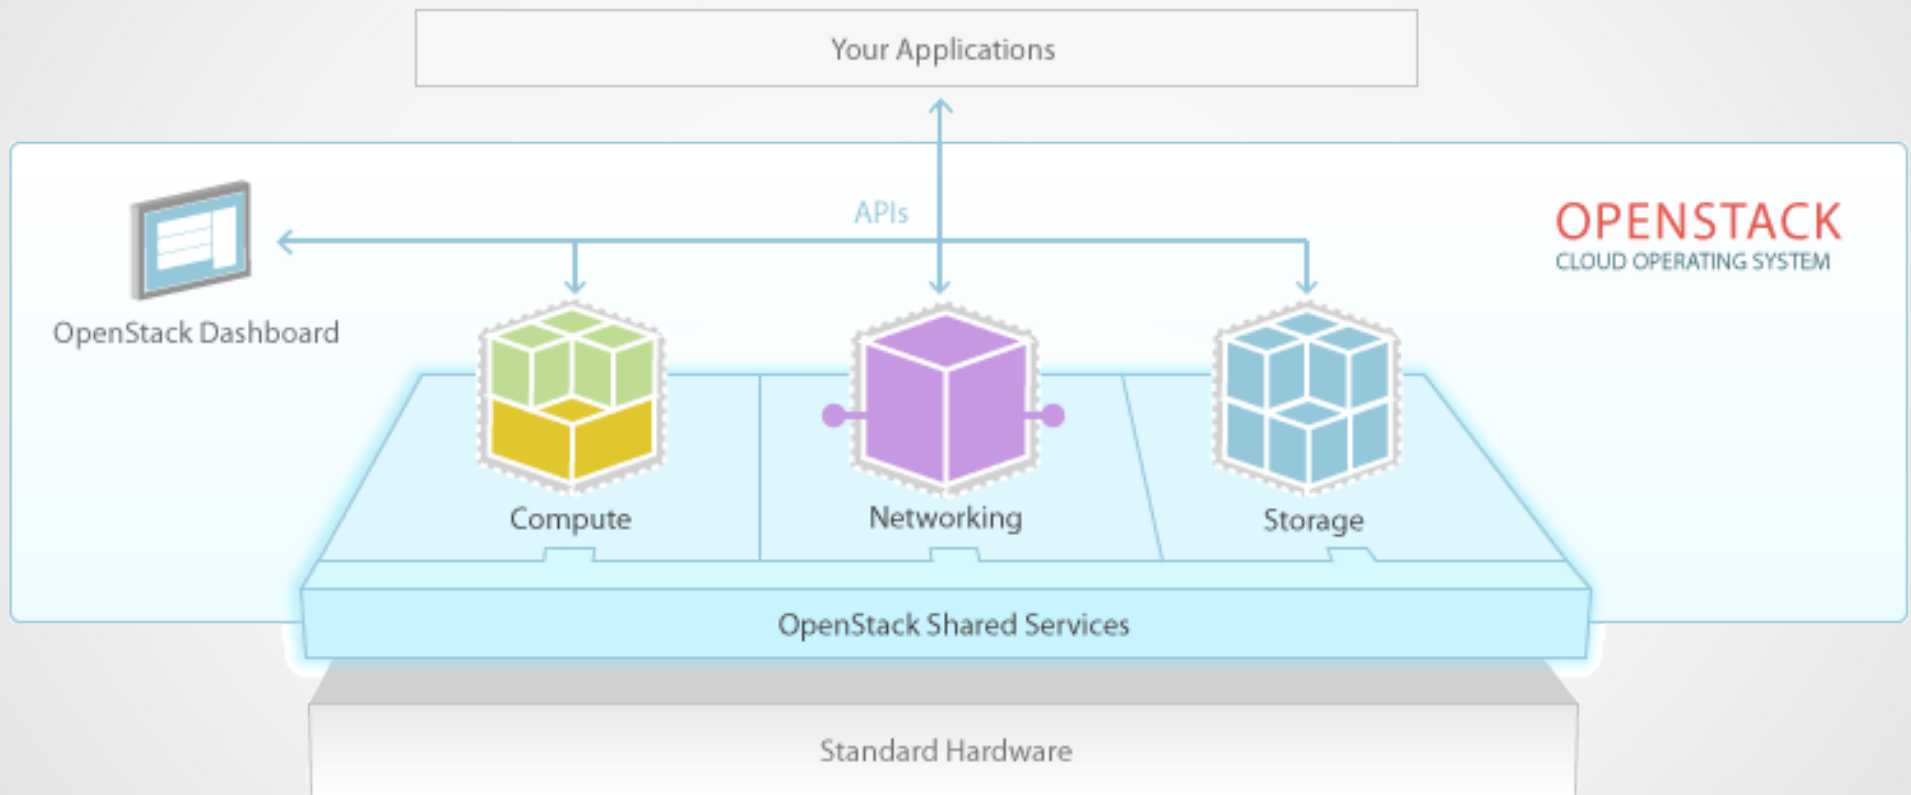 Your Applications
APIs
OPENSTACK
CLOUD OPERATING SYSTEM
OpenStack Dashboard
Compute
Networking
Storage
OpenStack Shared Services
Standard Hardware